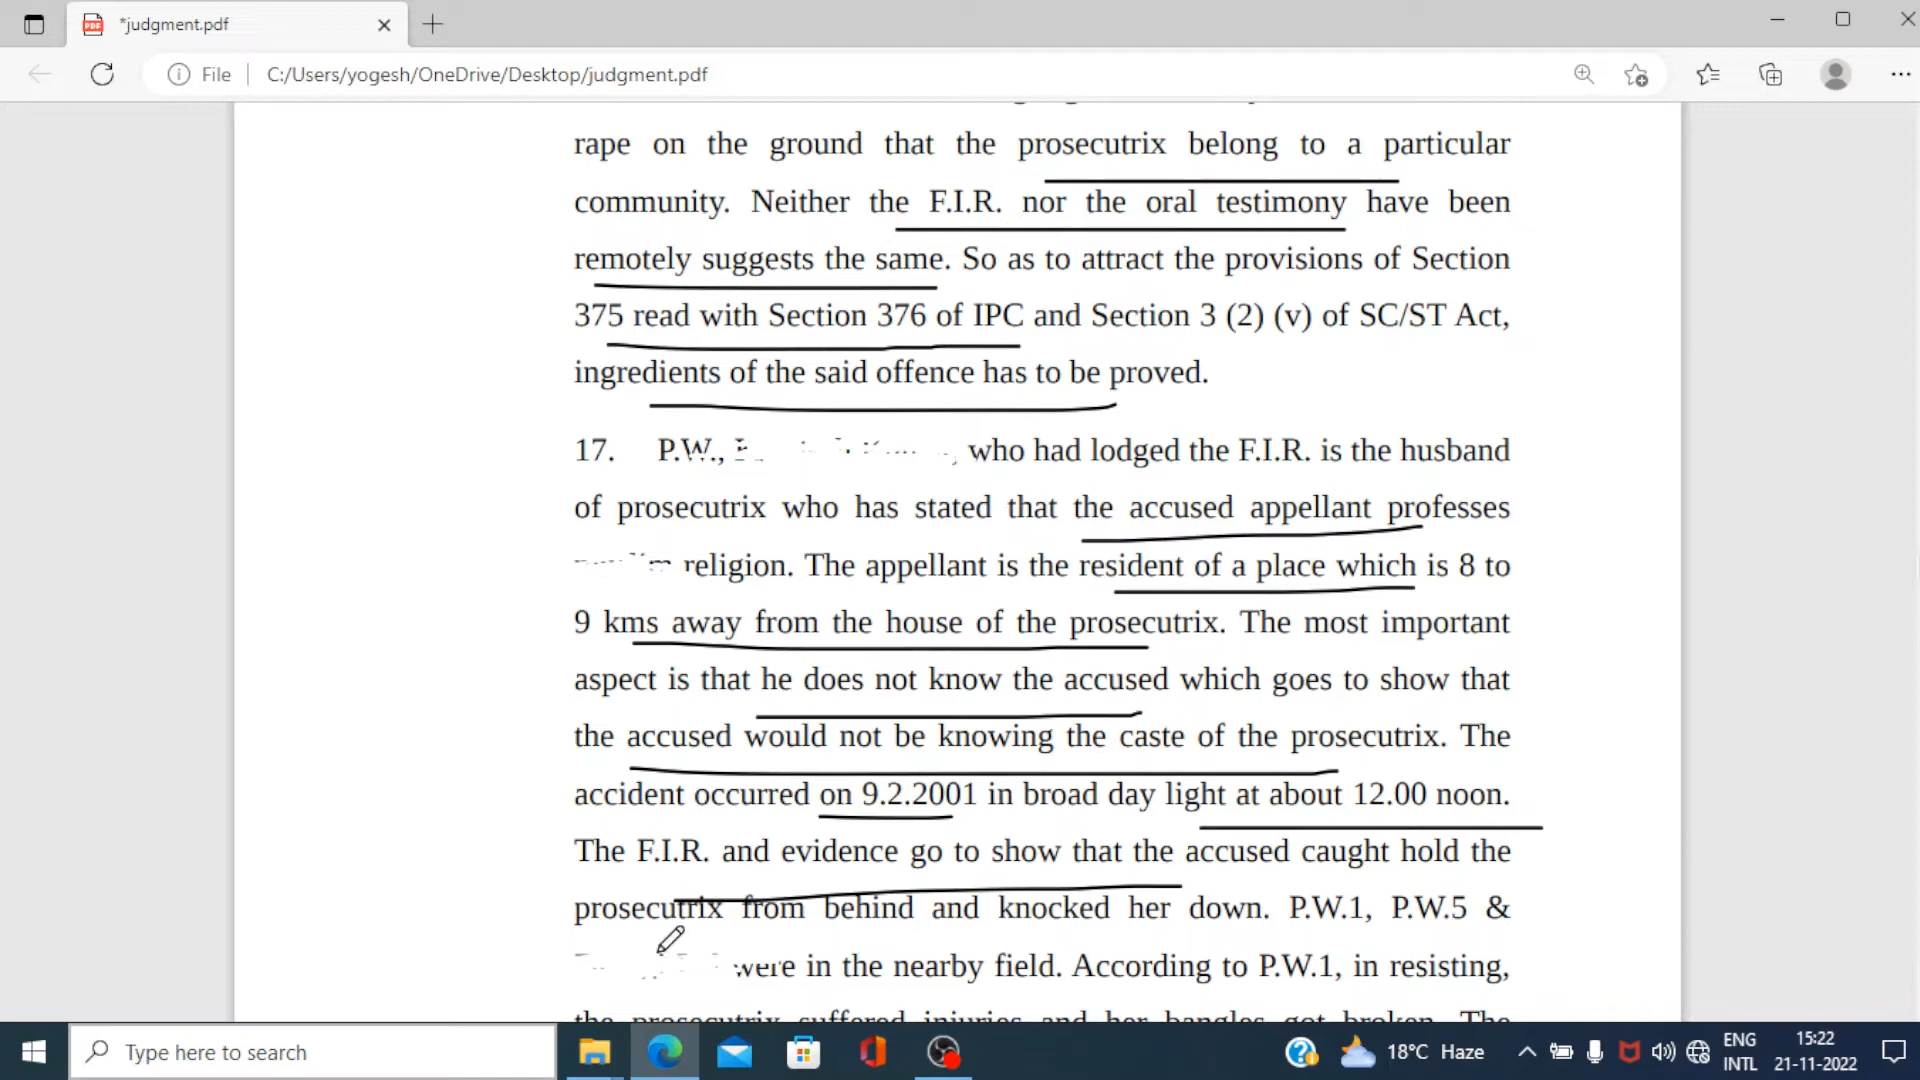 *judgment.pdf
File
C:/Users/yogesh/OneDrive/Desktop/judgment.pdf
rape on the ground that the prosecutrix belong to a particular
community. Neither the F.I.R. nor the oral testimony have been
remotely suggests the same. So as to attract the provisions of Section
375 read with Section 376 of IPC and Section 3 (2) (v) of SC/ST Act,
ingredients of the said offence has to be proved.
17. P.W., who had lodged the F.I.R. is the husband
of prosecutrix who has stated that the accused appellant professes
religion. The appellant is the resident of a place which is 8 to
9 kms away from the house of the prosecutrix. The most important
aspect is that he does not know the accused which goes to show that
the accused would not be knowing the caste of the prosecutrix. The
accident occurred on 9.2.2001 in broad day light at about 12.00 noon.
The F.I.R. and evidence go to show that the accused caught hold the
prosecutrix from behind and knocked her down. P.W.1, P.W.5 &
were in the nearby field. According to P.W.1, in resisting,
the prosecutrix suffered injuries and her bangles got broken. The
Type here to search
18°C Haze
ENG
INTL
15:22
21-11-2022